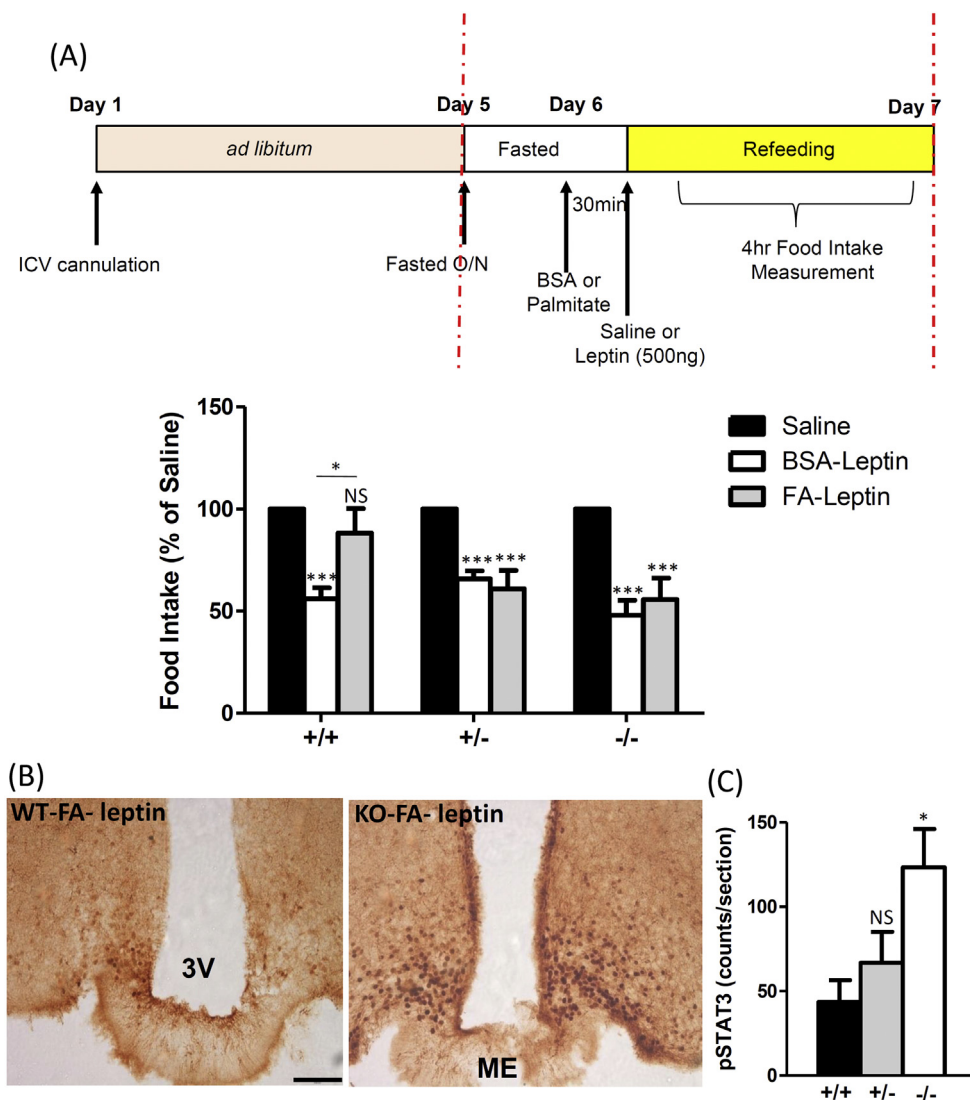 (A)
Day 1
Day 5
Day 6
Day 7
ad libitum
Fasted
Refeeding
30min
ICV cannulation
Fasted O/N
BSA or
Palmitate
Saline or
Leptin (500ng)
4hr Food Intake
Measurement
Food Intake (% of Saline)
150
100
50
0
*
NS
***
*** ***
***
***
+/+
+/-
-/-
Saline
BSA-Leptin
FA-Leptin
(B)
WT-FA- leptin
3V
KO-FA- leptin
ME
(C)
pSTAT3 (counts/section)
150
100
50
0
NS
*
+/+
+/-
-/-